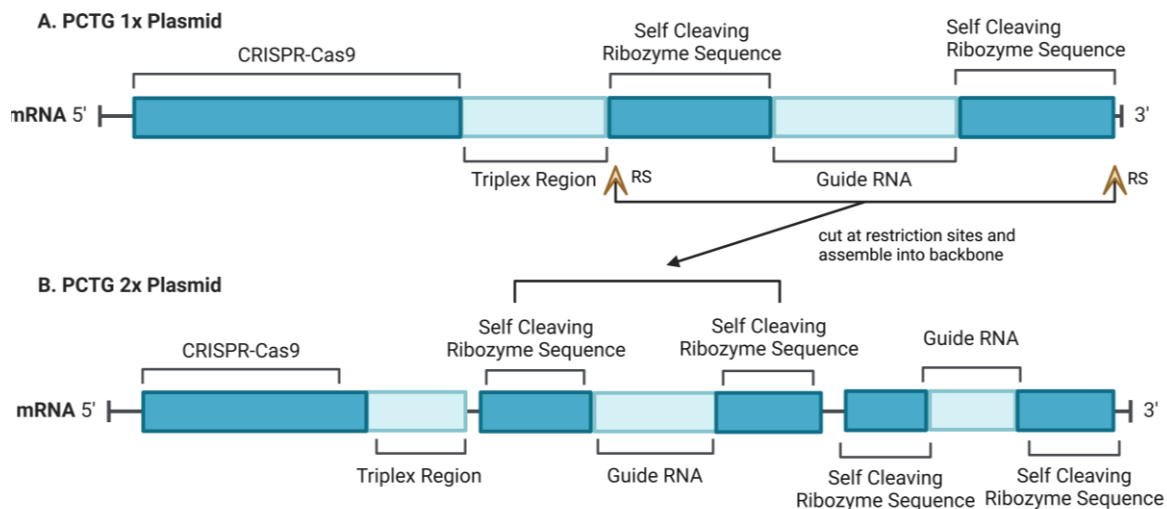 A. PCTG 1x Plasmid
CRISPR-Cas9
Self Cleaving
Ribozyme Sequence
Self Cleaving
Ribozyme Sequence
mRNA 5'
3'
Triplex Region
RS
Guide RNA
RS
cut at restriction sites and
assemble into backbone
B. PCTG 2x Plasmid
CRISPR-Cas9
Self Cleaving
Ribozyme Sequence
Self Cleaving
Ribozyme Sequence
Guide RNA
mRNA 5'
3'
Triplex Region
Guide RNA
Self Cleaving
Ribozyme Sequence
Self Cleaving
Ribozyme Sequence